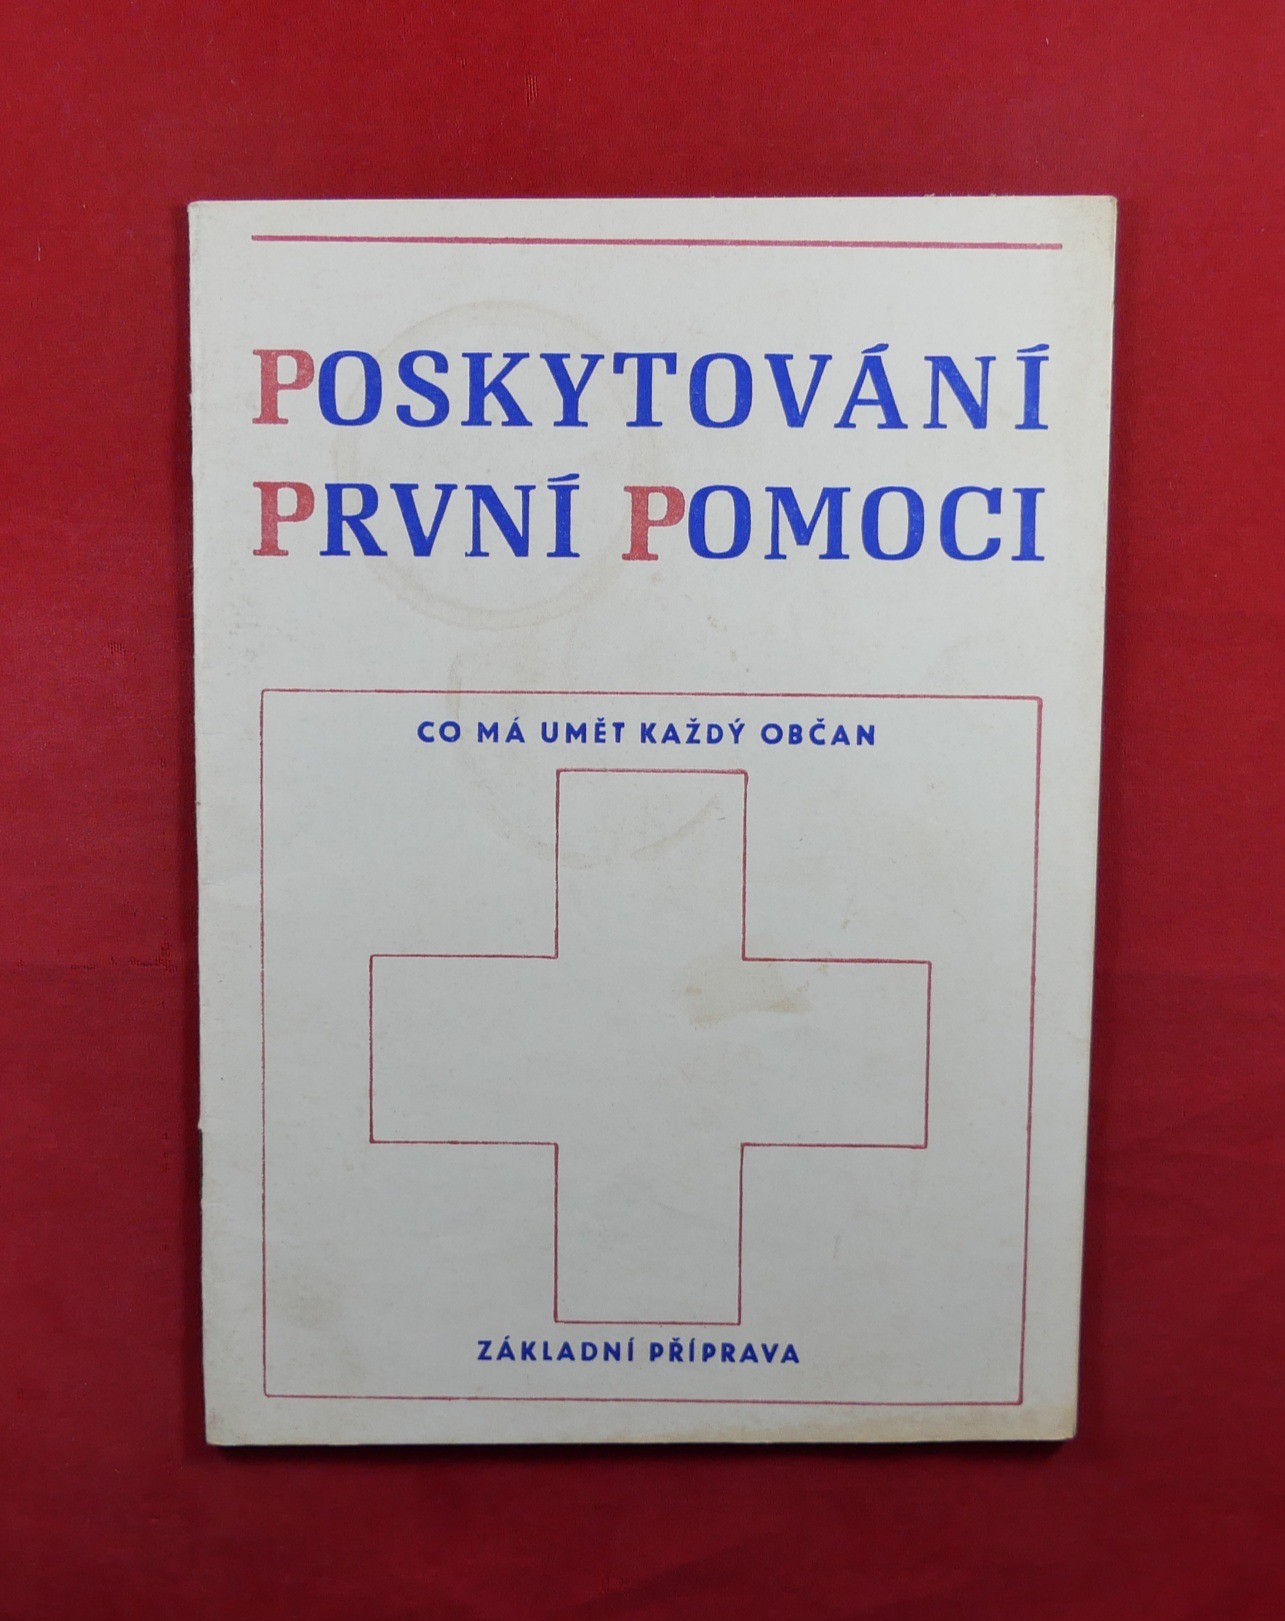 POSKYTOVÁNÍ
PRVNÍ POMOCI
CO MÁ UMĚT KAŽDÝ OBČAN
ZÁKLADNÍ PŘÍPRAVA